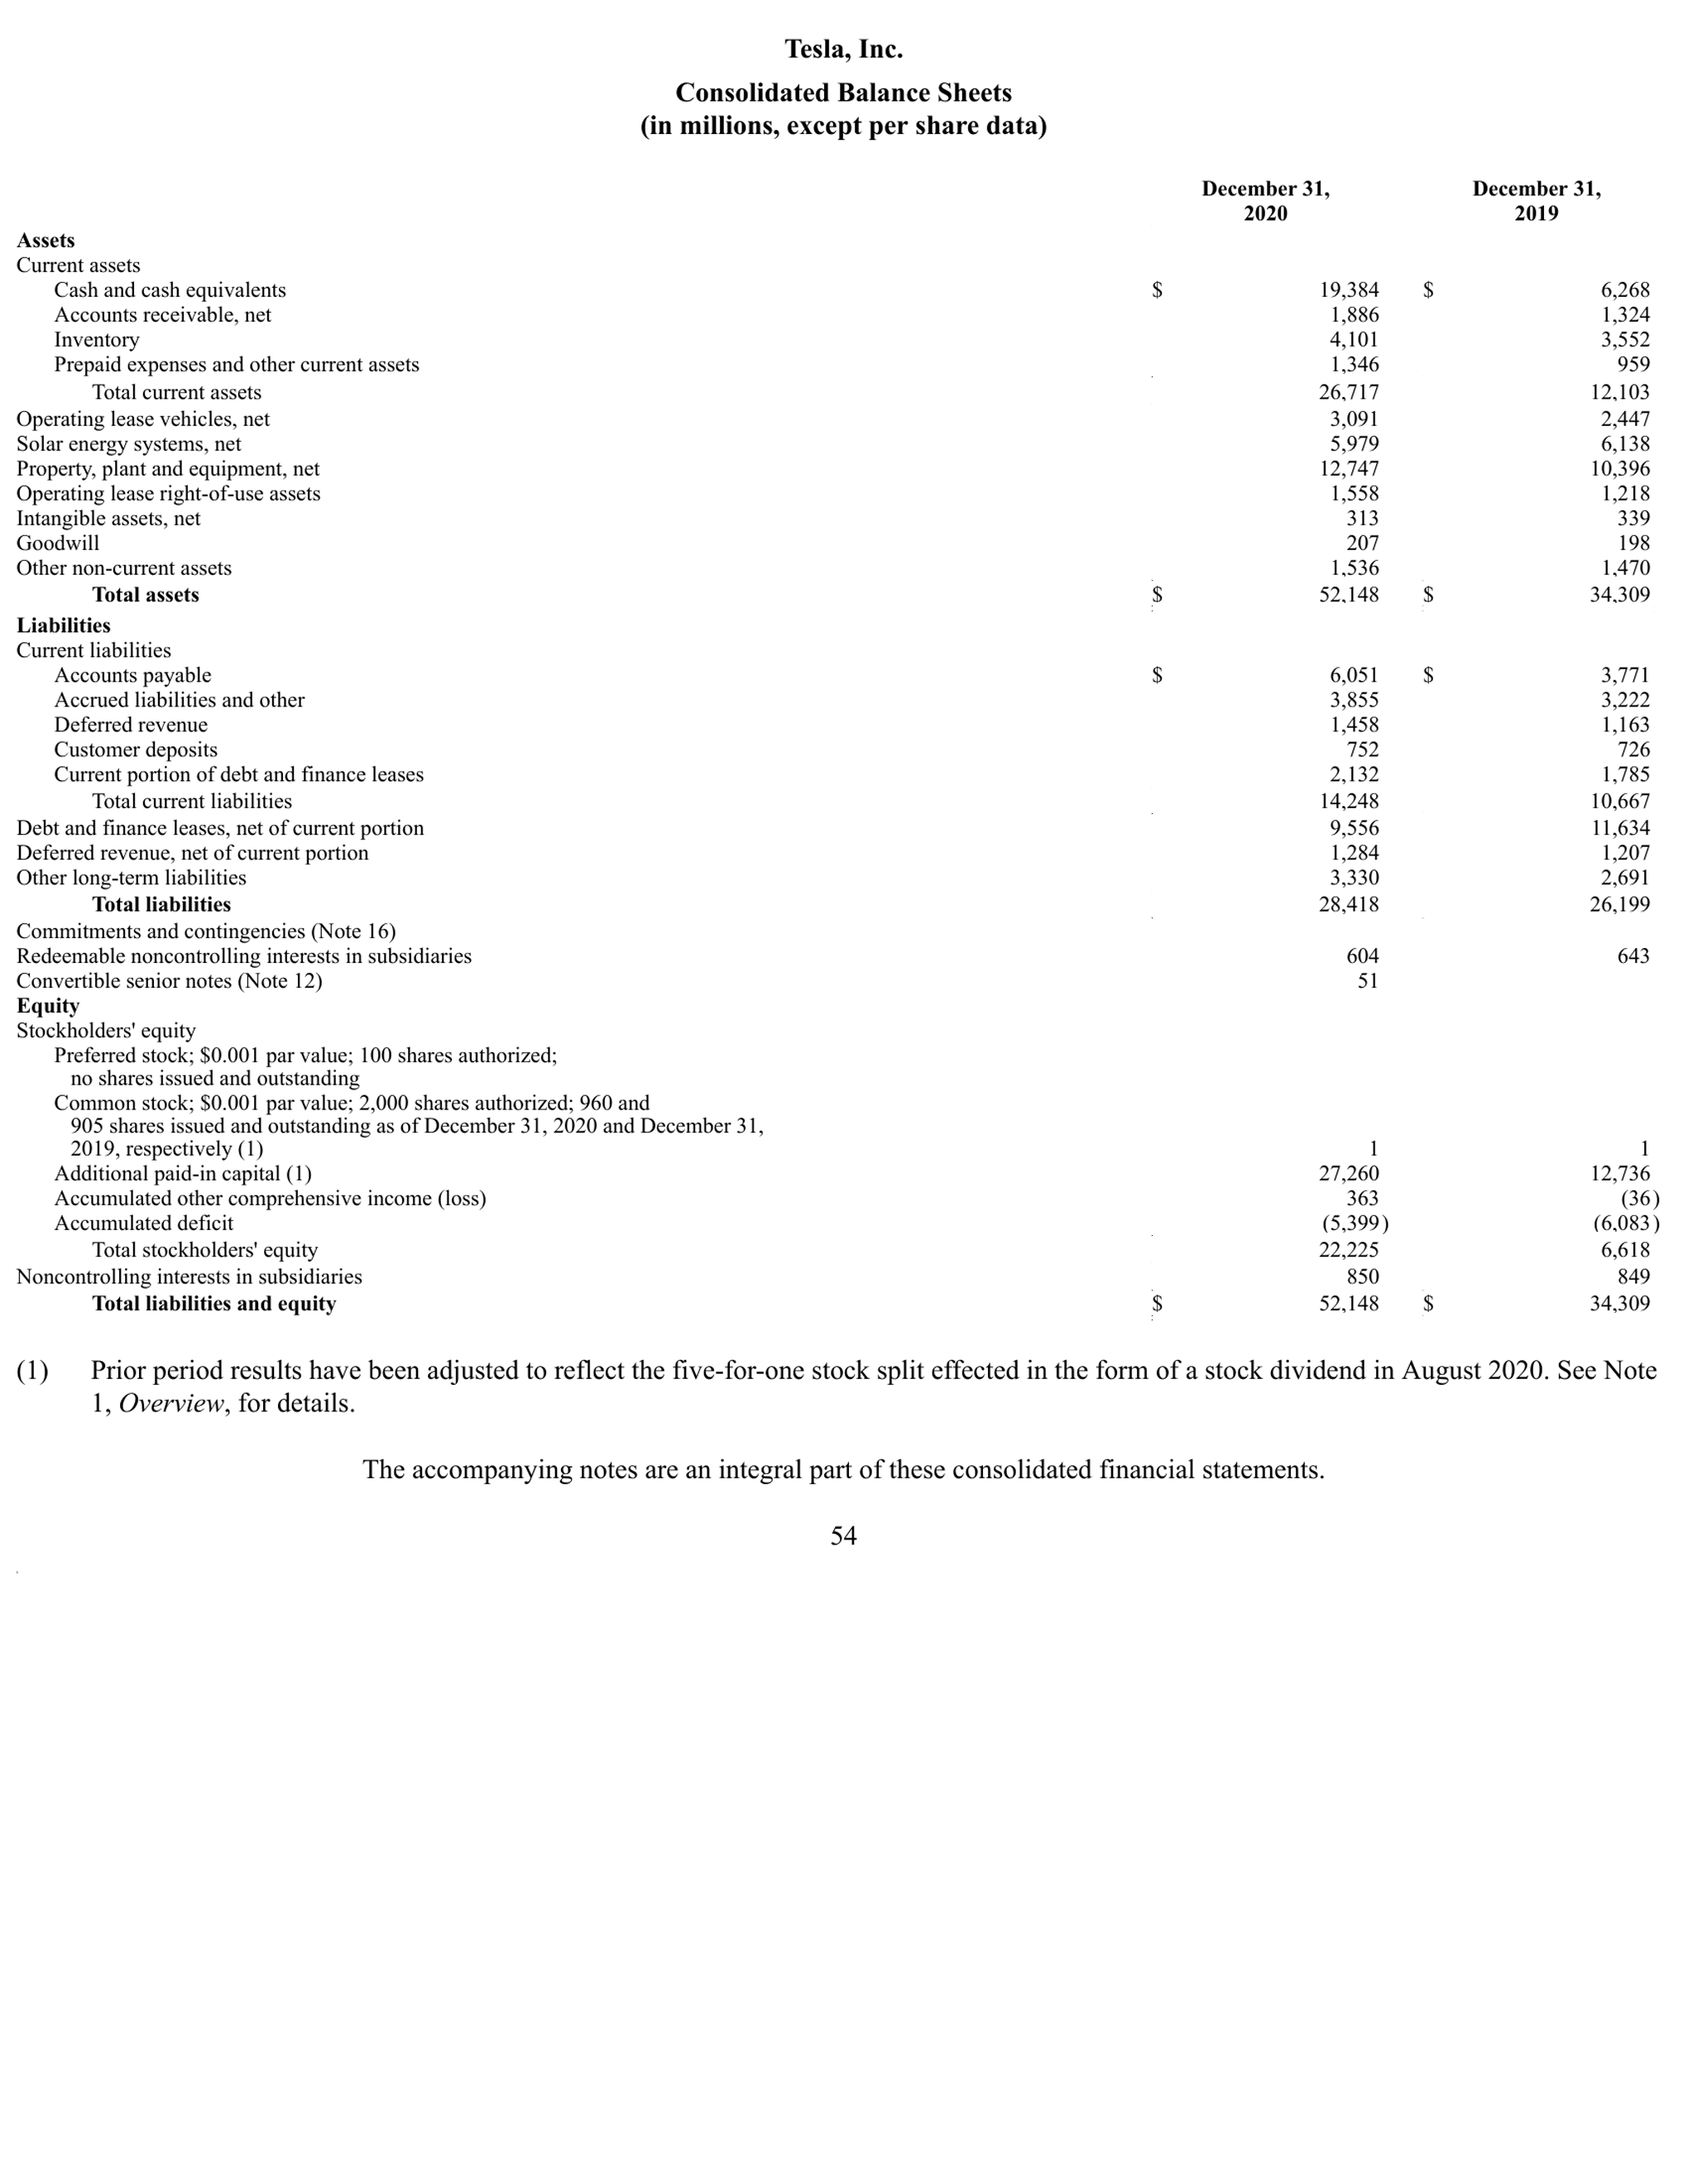 Tesla, Inc.
Consolidated Balance Sheets
(in millions, except per share data)
December 31, December 31,
2020 2019
Assets
Current assets
Cash and cash equivalents $ 19,384 $ 6,268
Accounts receivable, net 1,886 1,324
Inventory 4,101 3,552
Prepaid expenses and other current assets 1,346 959
Total current assets 26,717 12,103
Operating lease vehicles, net 3,091 2,447
Solar energy systems, net 5,979 6,138
Property, plant and equipment, net 12,747 10,396
Operating lease right-of-use assets 1,558 1,218
Intangible assets, net 313 339
Goodwill 207 198
Other non-current assets 1,536 1,470
Total assets $ 52,148 $ 34,309
Liabilities
Current liabilities
Accounts payable $ 6,051 $ 3,771
Accrued liabilities and other 3,855 3,222
Deferred revenue 1,458 1,163
Customer deposits 752 726
Current portion of debt and finance leases 2,132 1,785
Total current liabilities 14,248 10,667
Debt and finance leases, net of current portion 9,556 11,634
Deferred revenue, net of current portion 1,284 1,207
Other long-term liabilities 3,330 2,691
Total liabilities 28,418 26,199
Commitments and contingencies (Note 16)
Redeemable noncontrolling interests in subsidiaries 604 643
Convertible senior notes (Note 12) 51
Equity
Stockholders' equity
Preferred stock; $0.001 par value; 100 shares authorized;
no shares issued and outstanding
Common stock; $0.001 par value; 2,000 shares authorized; 960 and
905 shares issued and outstanding as of December 31, 2020 and December 31,
2019, respectively (1) 1 1
Additional paid-in capital (1) 27,260 12,736
Accumulated other comprehensive income (loss) 363 (36)
Accumulated deficit (5,399) (6,083)
Total stockholders' equity 22,225 6,618
Noncontrolling interests in subsidiaries 850 849
Total liabilities and equity $ 52,148 $ 34,309
(1) Prior period results have been adjusted to reflect the five-for-one stock split effected in the form of a stock dividend in August 2020. See Note
1, Overview, for details.
The accompanying notes are an integral part of these consolidated financial statements.
54